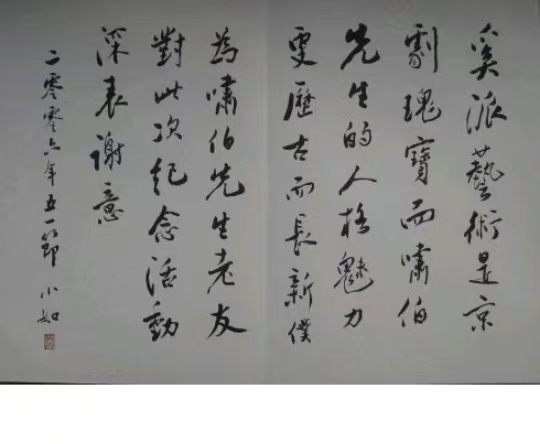 奚派藝術是京
劇瑰寶而嘯伯
先生的人格魅力
更歷古而長新僕
為嘯伯先生老友
對此次紀念活動
深表謝意
二零零六年五一節 小如